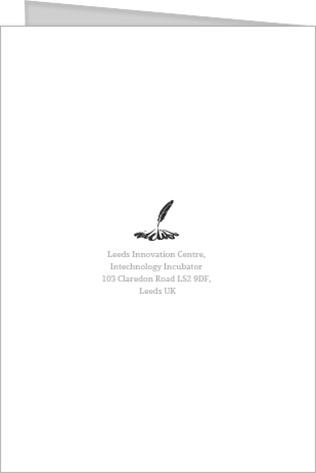 Leeds Innovation Centre,
Intechnology Incubator
103 Claredon Road LS2 9DF,
Leeds UK